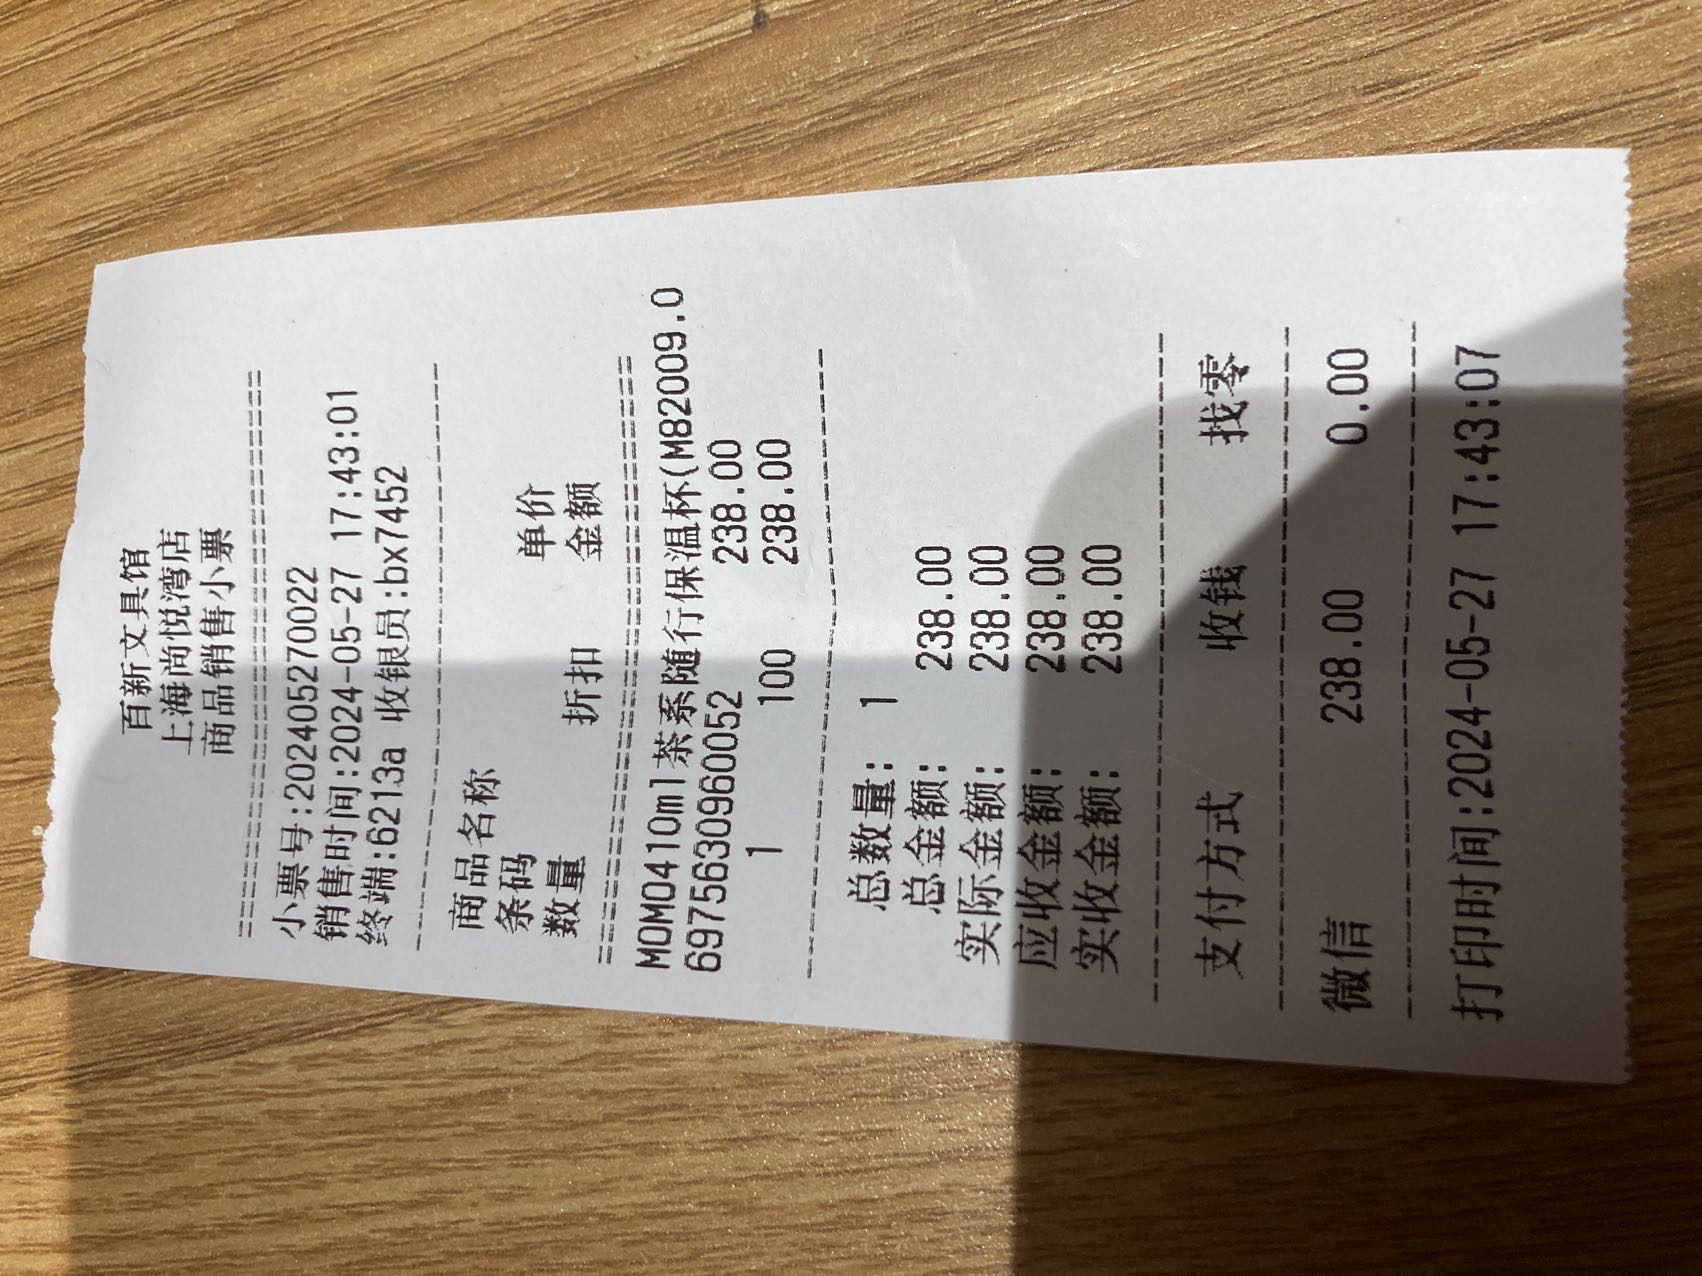 百新文具馆
上海尚悦湾店
商品销售小票
小票号:202405270022
销售时间:2024-05-27 17:43:01
终端:6213a 收银员:bx7452
商品名称
条码 单价
数量 折扣 金额
MOMO410ml茶系随行保温杯(M82009.0
6975630960052 238.00
1 100 238.00
总数量: 1
总金额: 238.00
实际金额: 238.00
应收金额: 238.00
实收金额: 238.00
支付方式 收钱 找零
微信 238.00 0.00
打印时间:2024-05-27 17:43:07